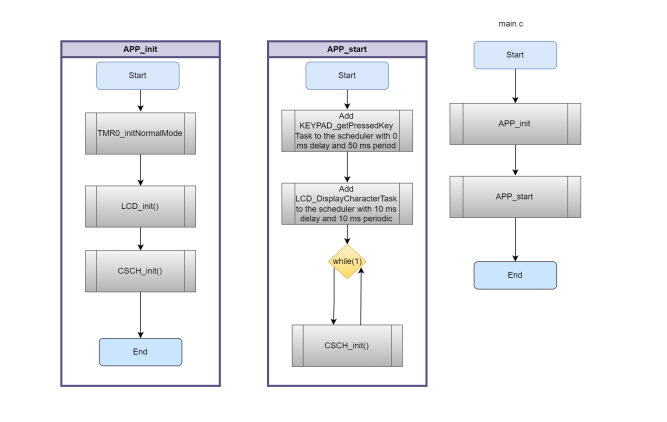 main.c
APP_init
Start
TMR0_initNormalMode
LCD_init()
CSCH_init()
End
APP_start
Start
Add
KEYPAD_getPressedKey
Task to the scheduler with 0
ms delay and 50 ms period
Add
LCD_DisplayCharacterTask
to the scheduler with 10 ms
delay and 10 ms periodic
while(1)
CSCH_init()
Start
APP_init
APP_start
End